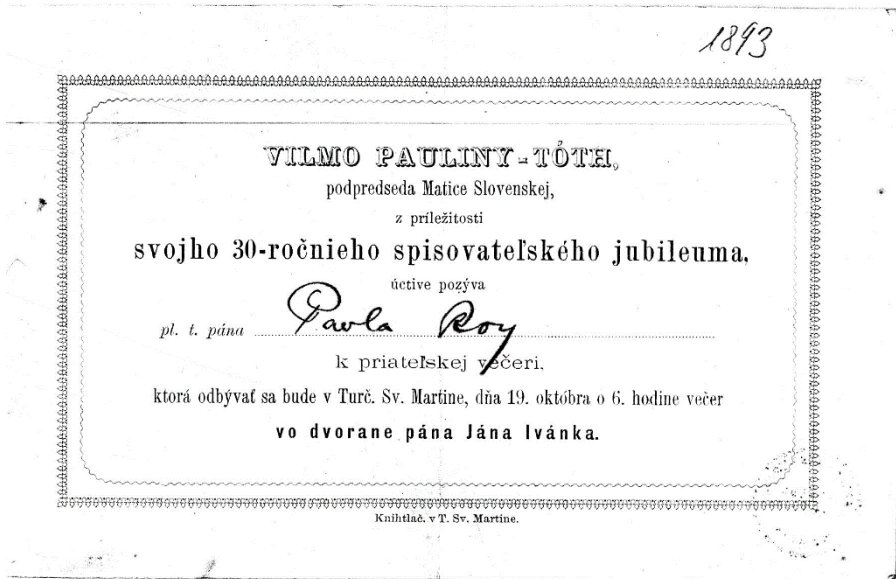 1893
VILMO PAULINY-TÓTH,
podpredseda Matice Slovenskej,
z príležitosti
svojho 30-ročnieho spisovateľského jubileuma,
úctive pozýva
pl. t. pána Pavla Roy
k priateľskej večeri,
ktorá odbývať sa bude v Turč. Sv. Martine, dňa 19. októbra o 6. hodine večer
vo dvorane pána Jána Ivánka.
Knihtlač. v T. Sv. Martine.